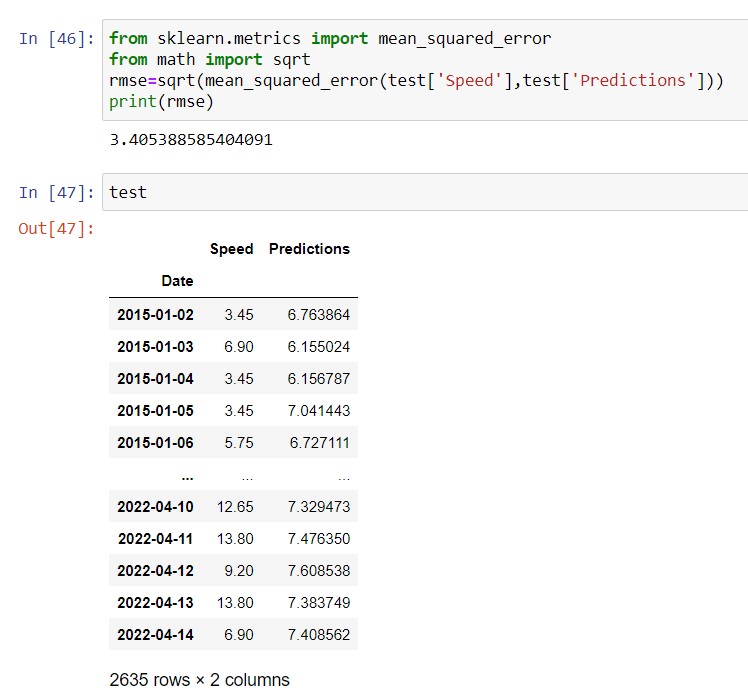 In [46]: from sklearn.metrics import mean_squared_error
from math import sqrt
rmse=sqrt(mean_squared_error(test['Speed'],test['Predictions']))
print(rmse)
3.405388585404091
In [47]: test
Out[47]:
Speed Predictions
Date
2015-01-02 3.45 6.763864
2015-01-03 6.90 6.155024
2015-01-04 3.45 6.156787
2015-01-05 3.45 7.041443
2015-01-06 5.75 6.727111
... ... ...
2022-04-10 12.65 7.329473
2022-04-11 13.80 7.476350
2022-04-12 9.20 7.608538
2022-04-13 13.80 7.383749
2022-04-14 6.90 7.408562
2635 rows × 2 columns